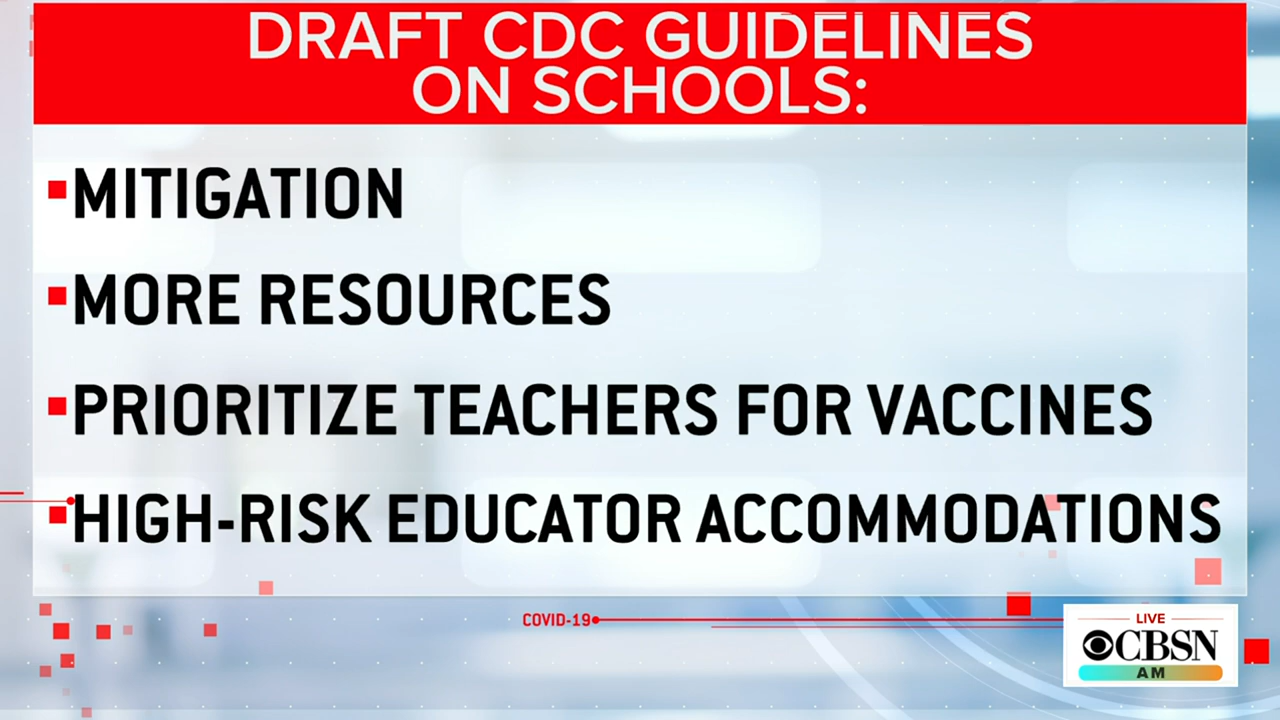 DRAFT CDC GUIDELINES
ON SCHOOLS:
MITIGATION
MORE RESOURCES
PRIORITIZE TEACHERS FOR VACCINES
HIGH-RISK EDUCATOR ACCOMMODATIONS
COVID-19
LIVE
CBSN
AM